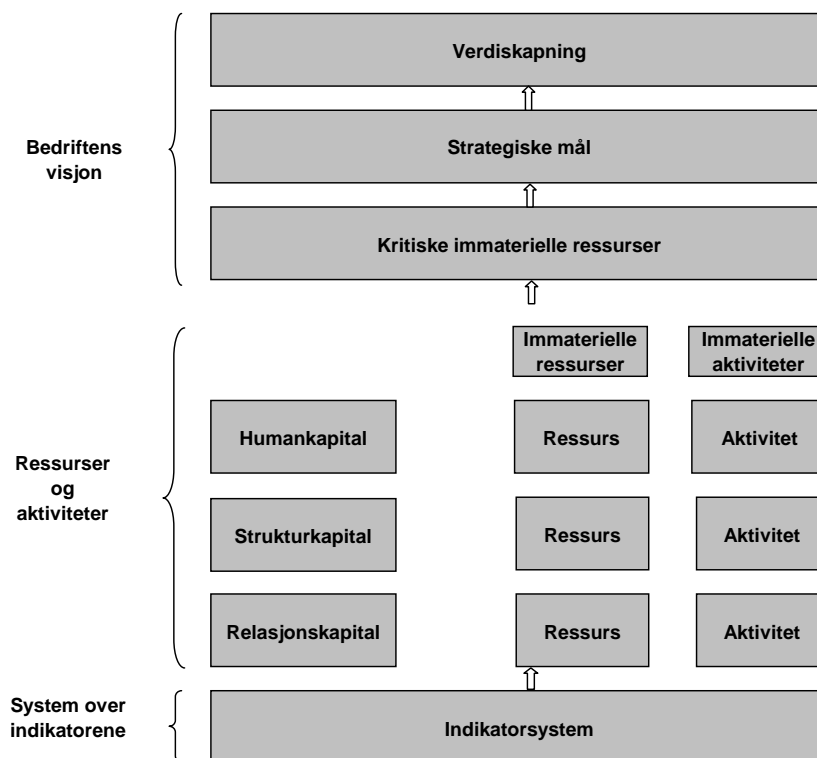 Verdiskapning
Bedriftens
visjon
Strategiske mål
Kritiske immaterielle ressurser
Immaterielle
ressurser
Immaterielle
aktiviteter
Ressurser
og
aktiviteter
Humankapital
Ressurs
Aktivitet
Strukturkapital
Ressurs
Aktivitet
Relasjonskapital
Ressurs
Aktivitet
System over
indikatorene
Indikatorsystem